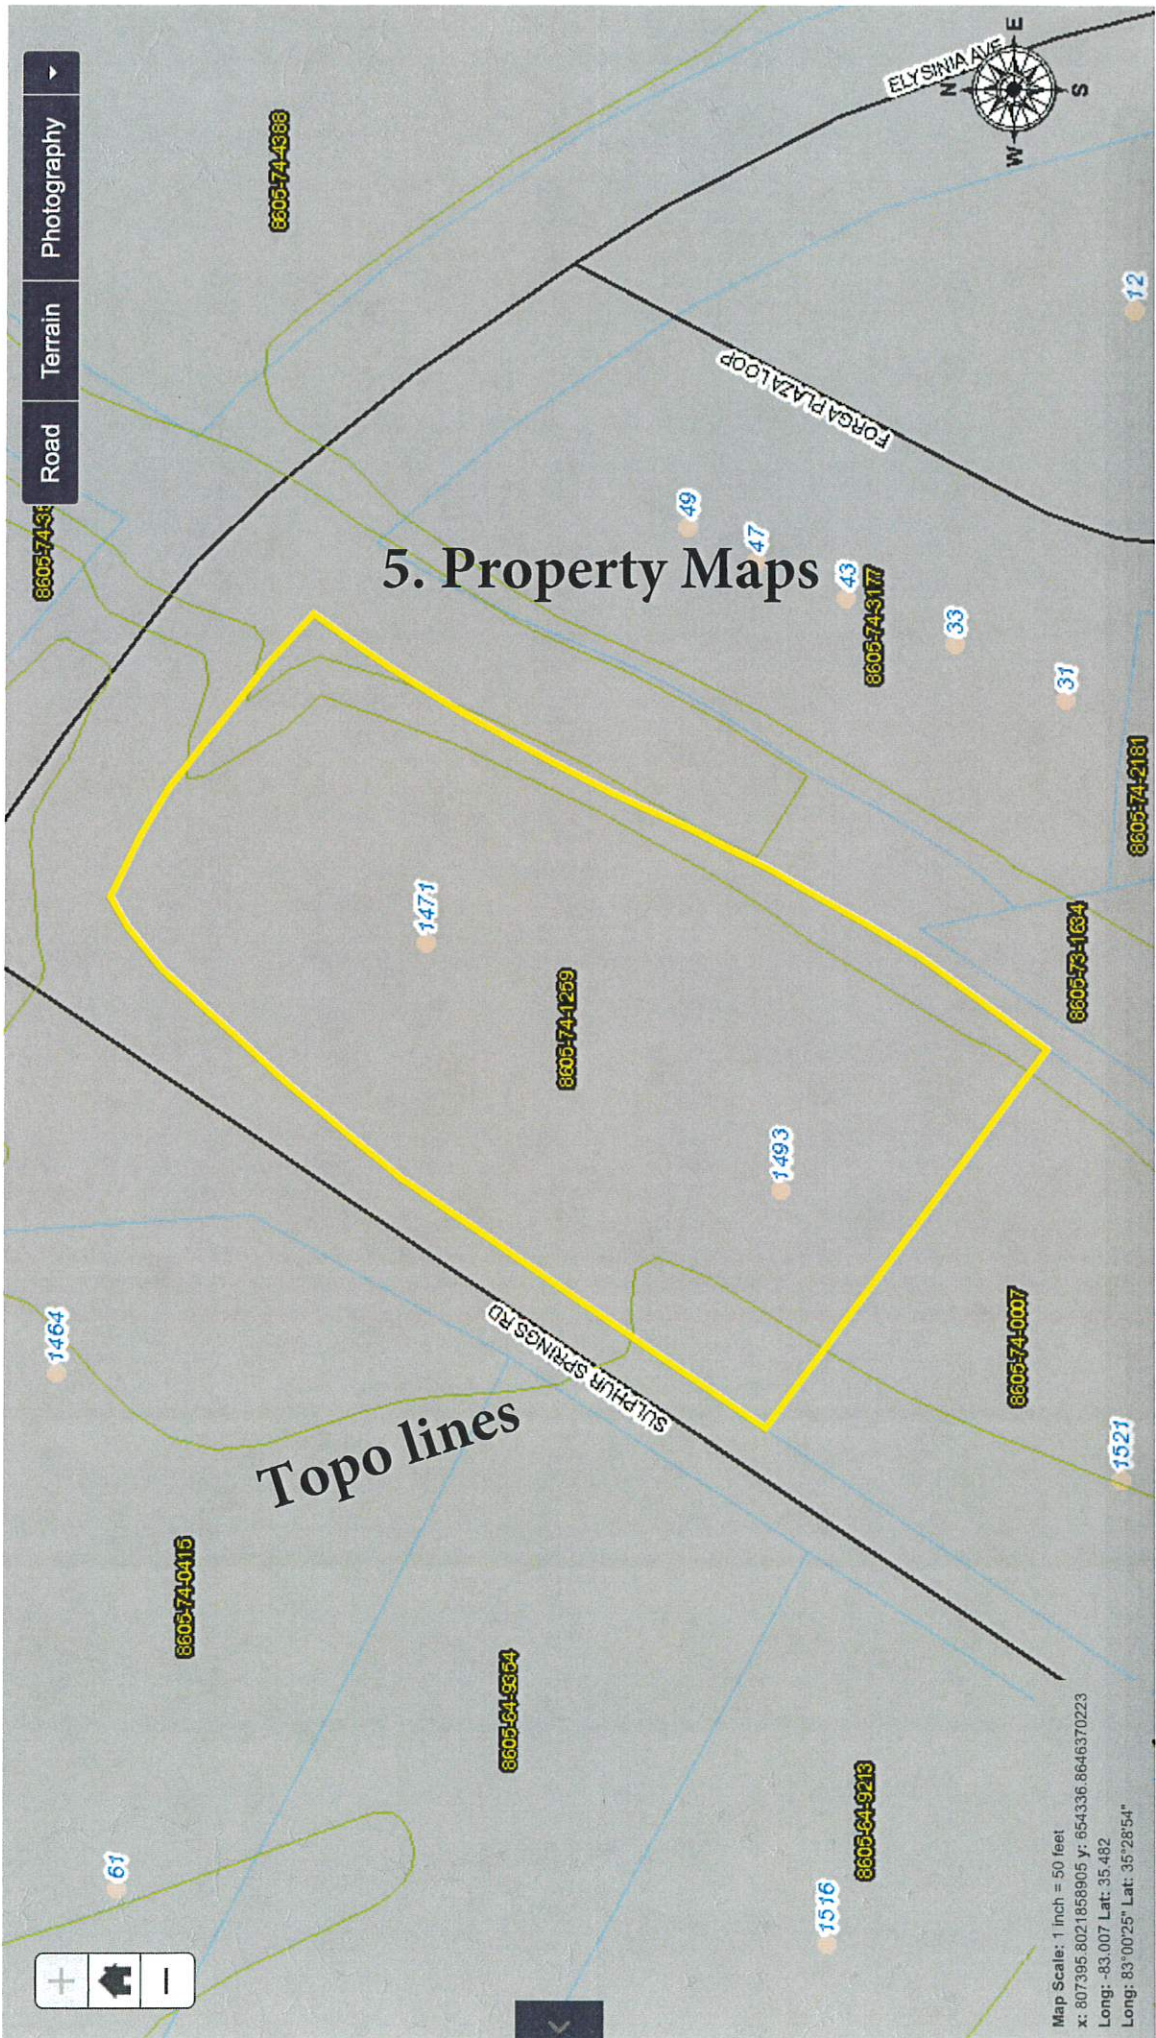 Road Terrain Photography
ELYSINIA AVE
N
E
S
W
8605-74-4388
8605-74-38
FORGA PLAZA LOOP
12
49
5. Property Maps
47
43
8605-74-3177
33
31
8605-74-2181
1471
8605-74-1259
8605-73-1634
1493
1464
SULPHUR SPRINGS RD
8605-74-0007
Topo lines
1521
8605-74-0415
8605-64-9354
8605-64-9213
61
1516
Map Scale: 1 inch = 50 feet
x: 807395.8021858905 y: 654336.8646370223
Long: -83.007 Lat: 35.482
Long: 83°00'25" Lat: 35°28'54"